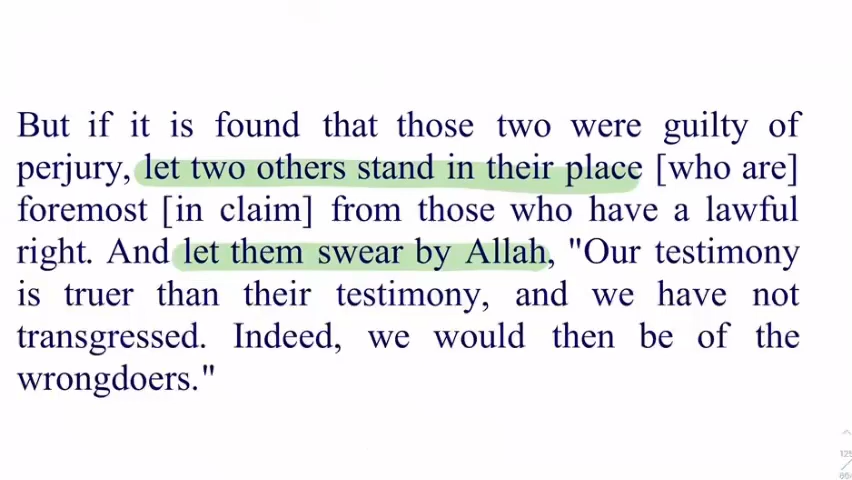 But if it is found that those two were guilty of
perjury, let two others stand in their place [who are]
foremost [in claim] from those who have a lawful
right. And let them swear by Allah, "Our testimony
is truer than their testimony, and we have not
transgressed. Indeed, we would then be of the
wrongdoers."